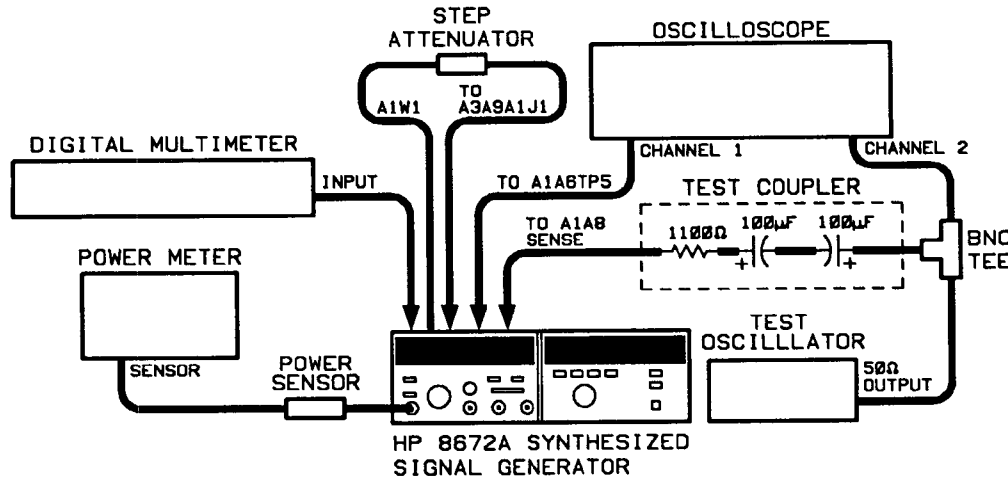 STEP
ATTENUATOR
OSCILLOSCOPE
A1W1
TO
A3A9A1J1
DIGITAL MULTIMETER
INPUT
CHANNEL 1
CHANNEL 2
TO A1A6TP5
TEST COUPLER
TO A1A8
SENSE
1100Ω
100µF
100µF
+
+
BNC
TEE
POWER METER
SENSOR
POWER
SENSOR
TEST
OSCILLLATOR
50Ω
OUTPUT
HP 8672A SYNTHESIZED
SIGNAL GENERATOR